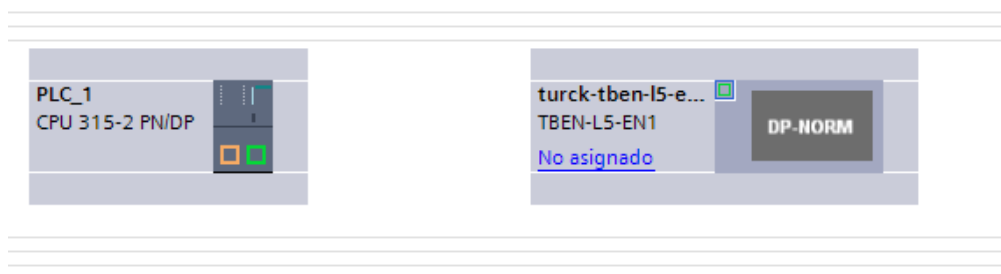 PLC_1
CPU 315-2 PN/DP
turck-tben-l5-e...
TBEN-L5-EN1
No asignado
DP-NORM